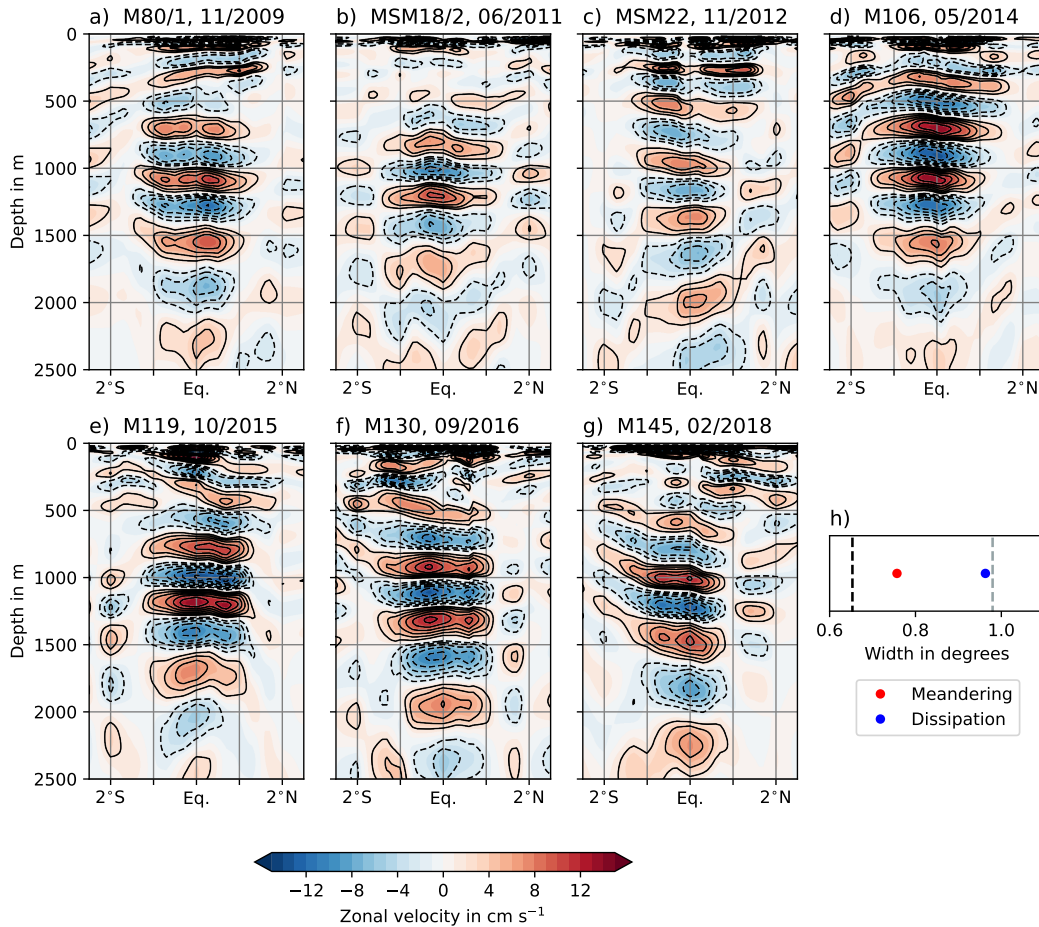 a) M80/1, 11/2009
b) MSM18/2, 06/2011
c) MSM22, 11/2012
d) M106, 05/2014
0
500
1000
1500
2000
2500
Depth in m
2°S Eq. 2°N
2°S Eq. 2°N
2°S Eq. 2°N
2°S Eq. 2°N
e) M119, 10/2015
f) M130, 09/2016
g) M145, 02/2018
0
500
1000
1500
2000
2500
Depth in m
2°S Eq. 2°N
2°S Eq. 2°N
2°S Eq. 2°N
h)
0.6 0.8 1.0
Width in degrees
Meandering
Dissipation
−12 −8 −4 0 4 8 12
Zonal velocity in cm s⁻¹